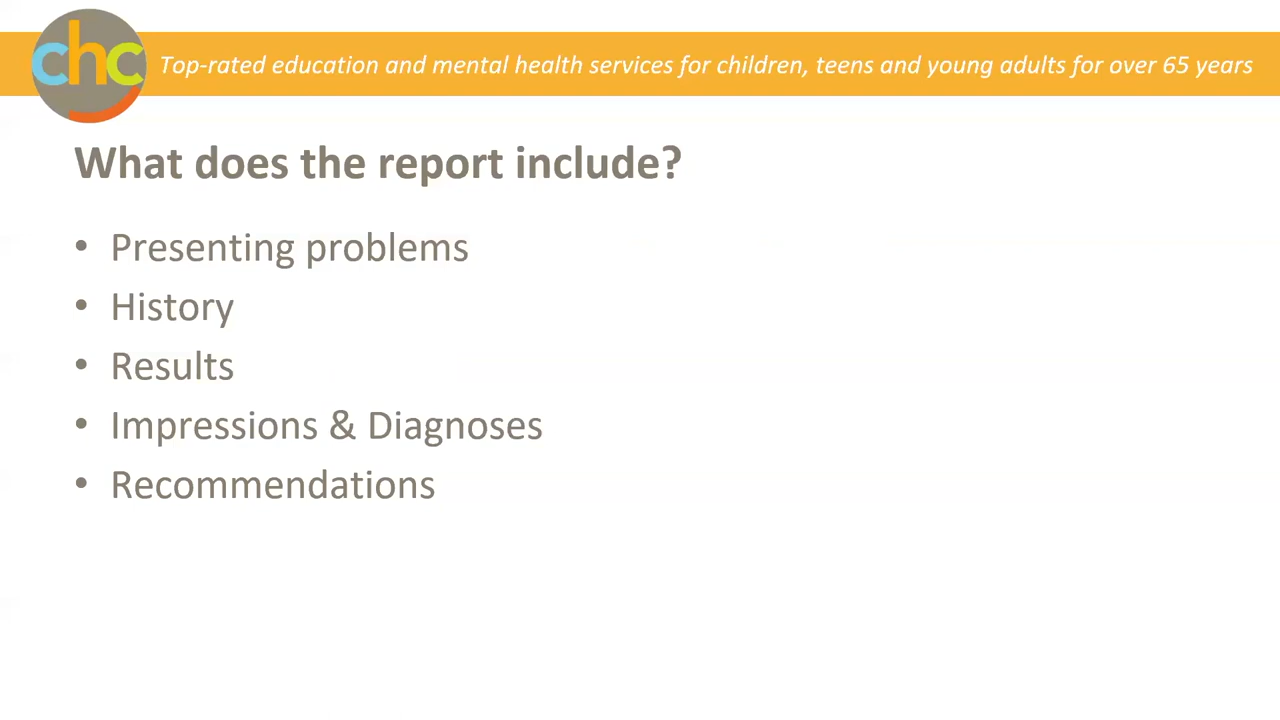 chc
Top-rated education and mental health services for children, teens and young adults for over 65 years
What does the report include?
• Presenting problems
• History
• Results
• Impressions & Diagnoses
• Recommendations